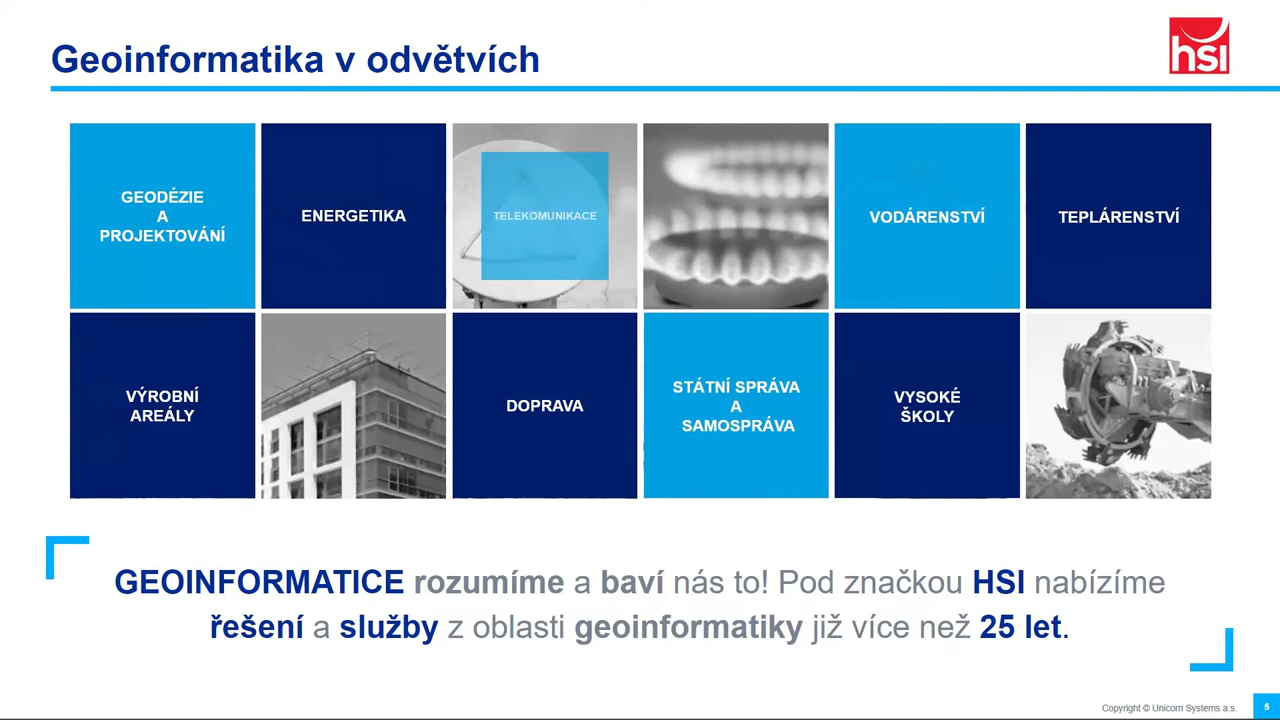 Geoinformatika v odvětvích
hsi
GEODÉZIE
A
PROJEKTOVÁNÍ
ENERGETIKA
TELEKOMUNIKACE
VODÁRENSTVÍ
TEPLÁRENSTVÍ
VÝROBNÍ
AREÁLY
DOPRAVA
STÁTNÍ SPRÁVA
A
SAMOSPRÁVA
VYSOKÉ
ŠKOLY
GEOINFORMATICE rozumíme a baví nás to! Pod značkou HSI nabízíme
řešení a služby z oblasti geoinformatiky již více než 25 let.
Copyright © Unicorn Systems a.s.
5